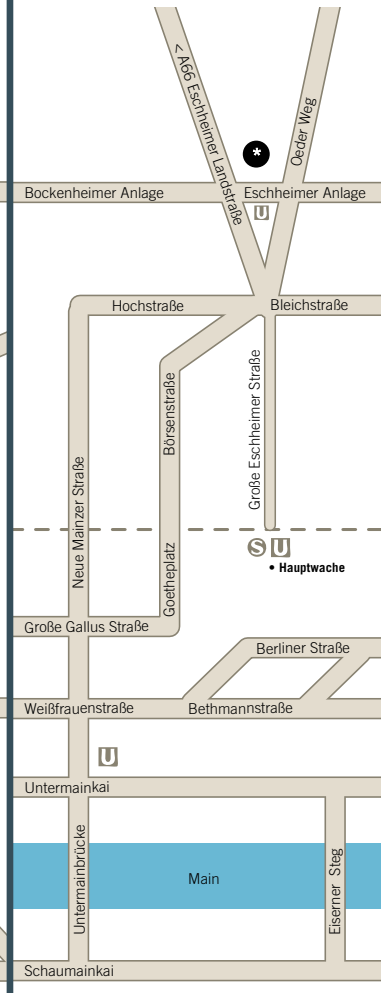 < A66 Eschheimer Landstraße
Oeder Weg
*
Bockenheimer Anlage
Eschheimer Anlage
U
Hochstraße
Bleichstraße
Börsenstraße
Große Eschheimer Straße
Neue Mainzer Straße
Goetheplatz
S U
• Hauptwache
Große Gallus Straße
Berliner Straße
Weißfrauenstraße
Bethmannstraße
U
Untermainkai
Untermainbrücke
Main
Eiserner Steg
Schaumainkai